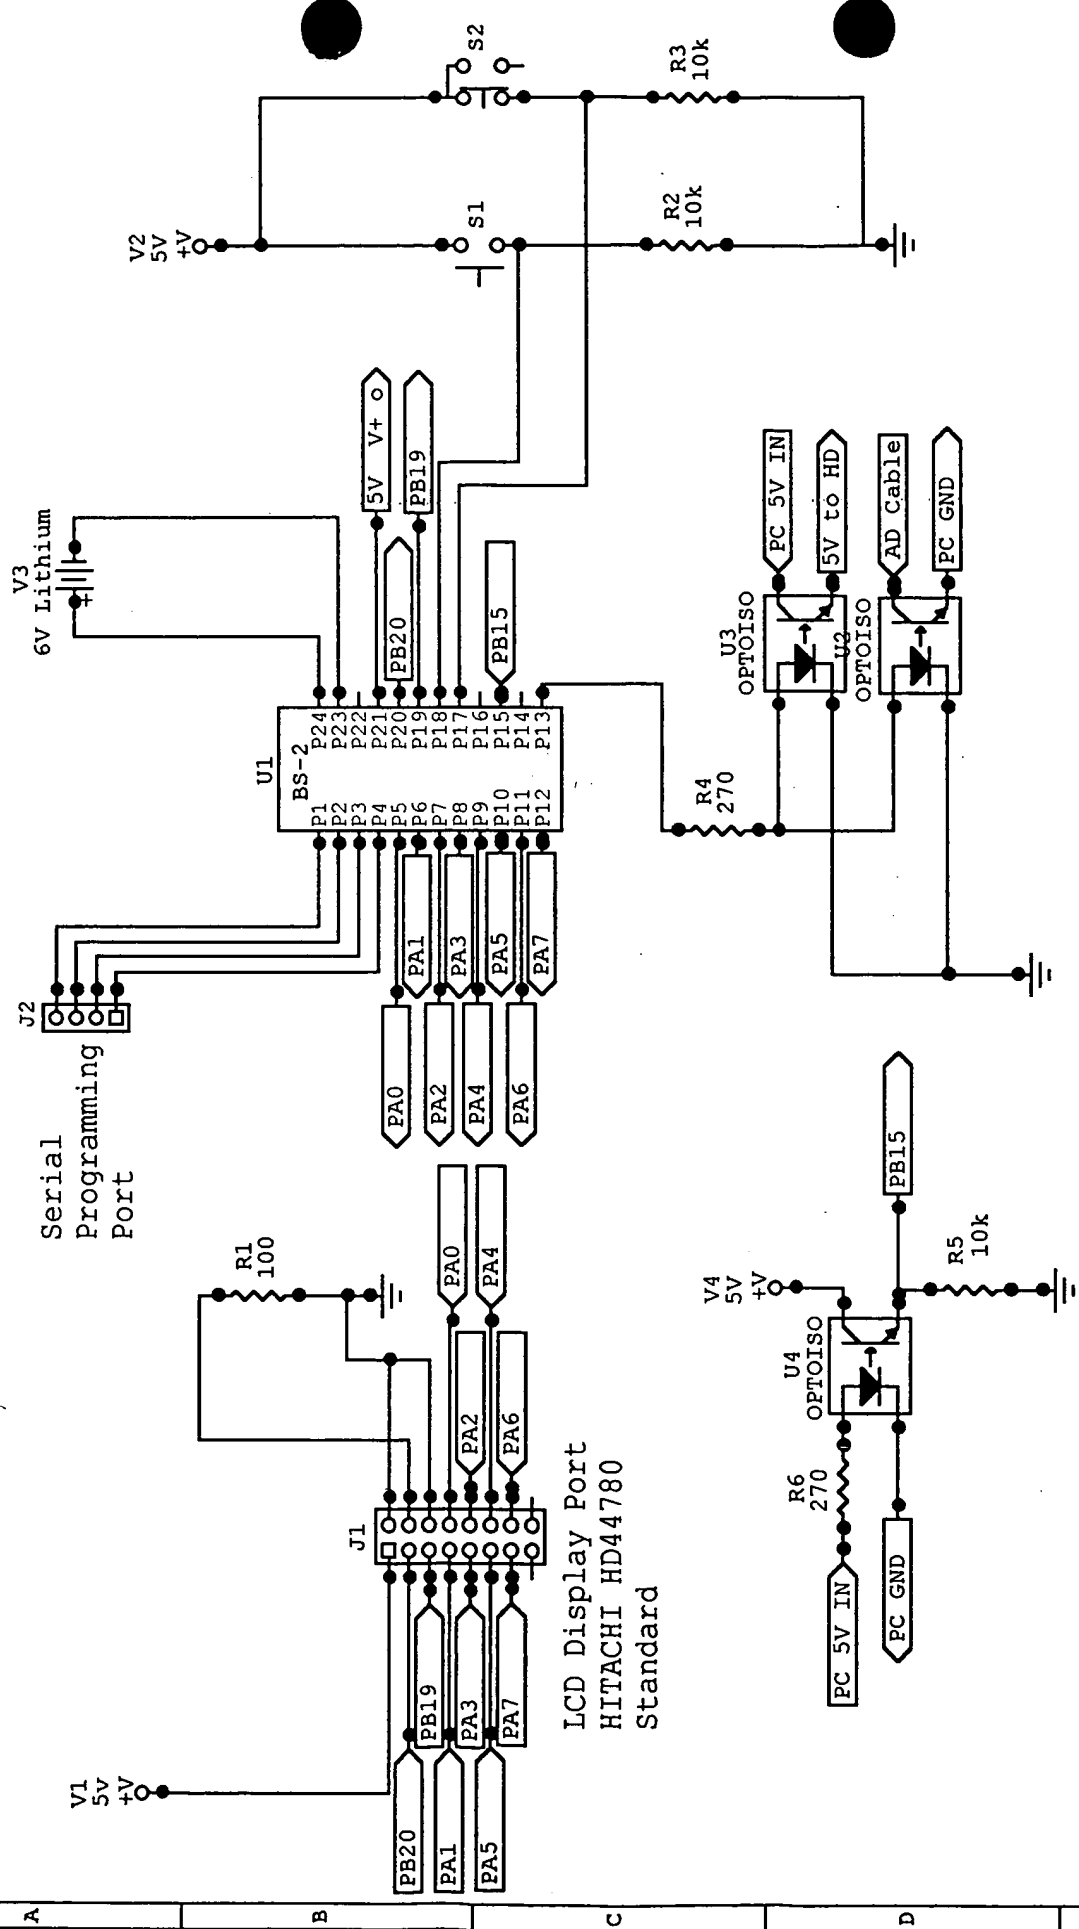 A
B
C
D
V1
5v
+V
PB20
PA1
PA5
PB19
PA3
PA7
J1
LCD Display Port
HITACHI HD44780
Standard
R1
100
PA0
PA4
PA2
PA6
Serial
Programming
Port
J2
PA0
PA2
PA4
PA6
PA1
PA3
PA5
PA7
U1
BS-2
P1
P2
P3
P4
P5
P6
P7
P8
P9
P10
P11
P12
P24
P23
P22
P21
P20
P19
P18
P17
P16
P15
P14
P13
V3
6V Lithium
+
5V V+
PB20
PB19
PB15
V2
5V
+V
S1
S2
R2
10k
R3
10k
R4
270
U3
OPTOISO
U2
OPTOISO
PC 5V IN
5V to HD
AD Cable
PC GND
PC 5V IN
PC GND
R6
270
U4
OPTOISO
V4
5V
+V
PB15
R5
10k